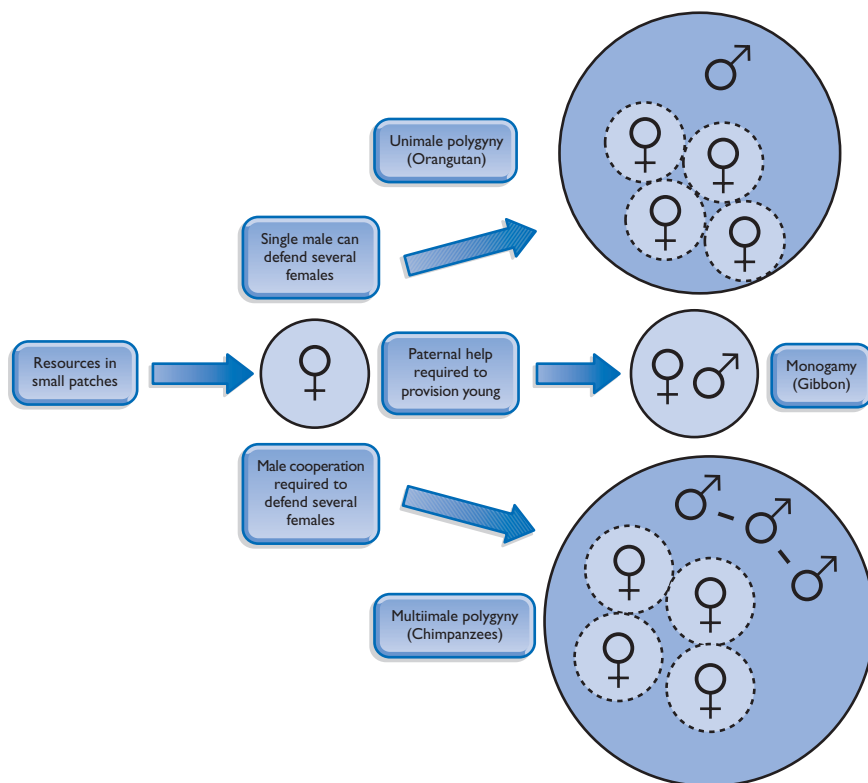 Unimale polygyny
(Orangutan)
Single male can
defend several
females
Resources in
small patches
Paternal help
required to
provision young
Monogamy
(Gibbon)
Male cooperation
required to
defend several
females
Multiimale polygyny
(Chimpanzees)